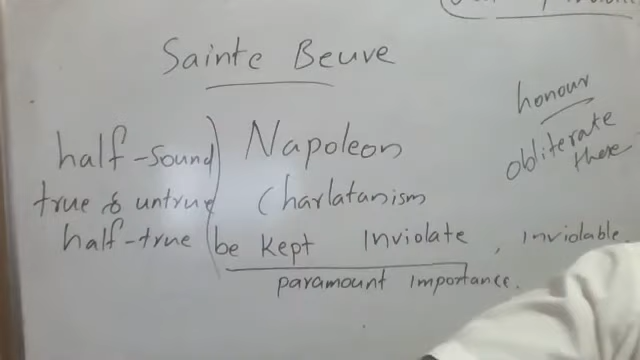 Sainte Beuve
honour
obliterate
there
half-sound
true & untrue
half-true
Napoleon
Charlatanism
be kept Inviolate, inviolable
paramount importance.